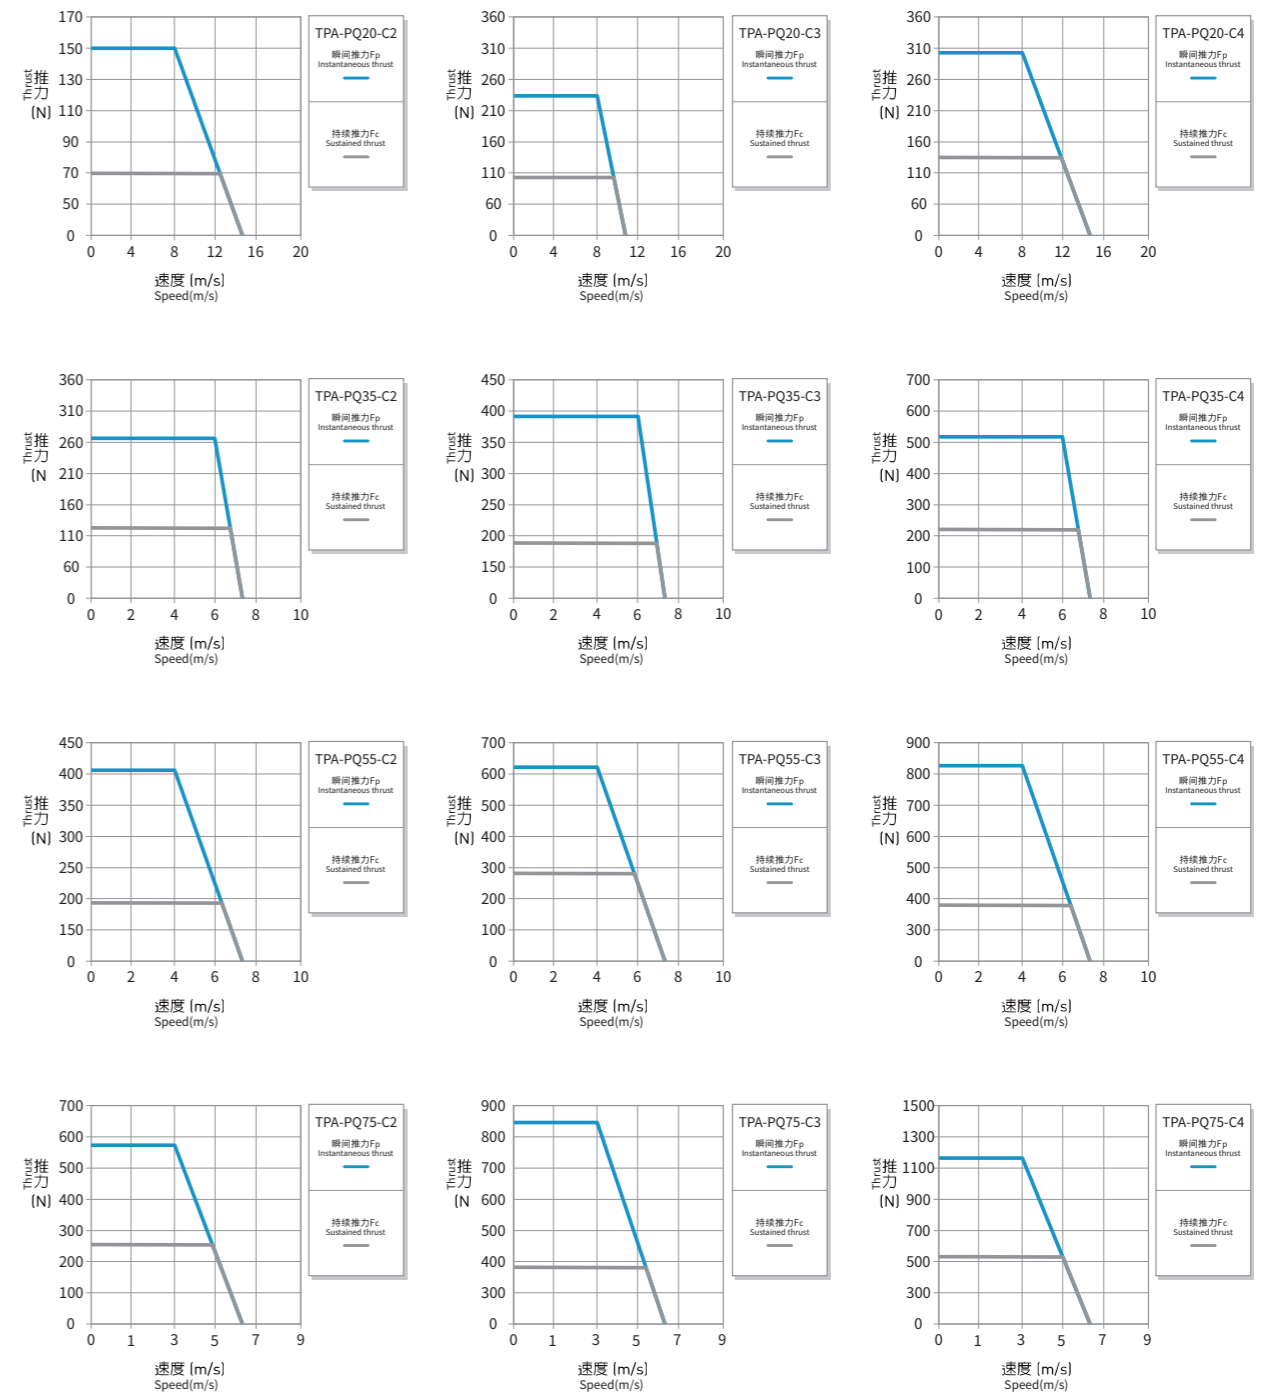 170
150
130
110
90
70
50
0
Thrust
推力
(N)
0 4 8 12 16 20
速度 (m/s)
Speed(m/s)
TPA-PQ20-C2
瞬间推力Fp
Instantaneous thrust
持续推力Fc
Sustained thrust
360
310
260
210
160
110
60
0
Thrust
推力
(N)
0 4 8 12 16 20
速度 (m/s)
Speed(m/s)
TPA-PQ20-C3
瞬间推力Fp
Instantaneous thrust
持续推力Fc
Sustained thrust
360
310
260
210
160
110
60
0
Thrust
推力
(N)
0 4 8 12 16 20
速度 (m/s)
Speed(m/s)
TPA-PQ20-C4
瞬间推力Fp
Instantaneous thrust
持续推力Fc
Sustained thrust
360
310
260
210
160
110
60
0
Thrust
推力
(N
0 2 4 6 8 10
速度 (m/s)
Speed(m/s)
TPA-PQ35-C2
瞬间推力Fp
Instantaneous thrust
持续推力Fc
Sustained thrust
450
400
350
300
250
200
150
0
Thrust
推力
(N)
0 2 4 6 8 10
速度 (m/s)
Speed(m/s)
TPA-PQ35-C3
瞬间推力Fp
Instantaneous thrust
持续推力Fc
Sustained thrust
700
600
500
400
300
200
100
0
Thrust
推力
(N)
0 2 4 6 8 10
速度 (m/s)
Speed(m/s)
TPA-PQ35-C4
瞬间推力Fp
Instantaneous thrust
持续推力Fc
Sustained thrust
450
400
350
300
250
200
150
0
Thrust
推力
(N)
0 2 4 6 8 10
速度 (m/s)
Speed(m/s)
TPA-PQ55-C2
瞬间推力Fp
Instantaneous thrust
持续推力Fc
Sustained thrust
700
600
500
400
300
200
100
0
Thrust
推力
(N)
0 2 4 6 8 10
速度 (m/s)
Speed(m/s)
TPA-PQ55-C3
瞬间推力Fp
Instantaneous thrust
持续推力Fc
Sustained thrust
900
800
700
600
500
400
300
0
Thrust
推力
(N)
0 2 4 6 8 10
速度 (m/s)
Speed(m/s)
TPA-PQ55-C4
瞬间推力Fp
Instantaneous thrust
持续推力Fc
Sustained thrust
700
600
500
400
300
200
100
0
Thrust
推力
(N)
0 1 3 5 7 9
速度 (m/s)
Speed(m/s)
TPA-PQ75-C2
瞬间推力Fp
Instantaneous thrust
持续推力Fc
Sustained thrust
900
800
700
600
500
400
300
0
Thrust
推力
(N
0 1 3 5 7 9
速度 (m/s)
Speed(m/s)
TPA-PQ75-C3
瞬间推力Fp
Instantaneous thrust
持续推力Fc
Sustained thrust
1500
1300
1100
900
700
500
300
0
Thrust
推力
(N)
0 1 3 5 7 9
速度 (m/s)
Speed(m/s)
TPA-PQ75-C4
瞬间推力Fp
Instantaneous thrust
持续推力Fc
Sustained thrust